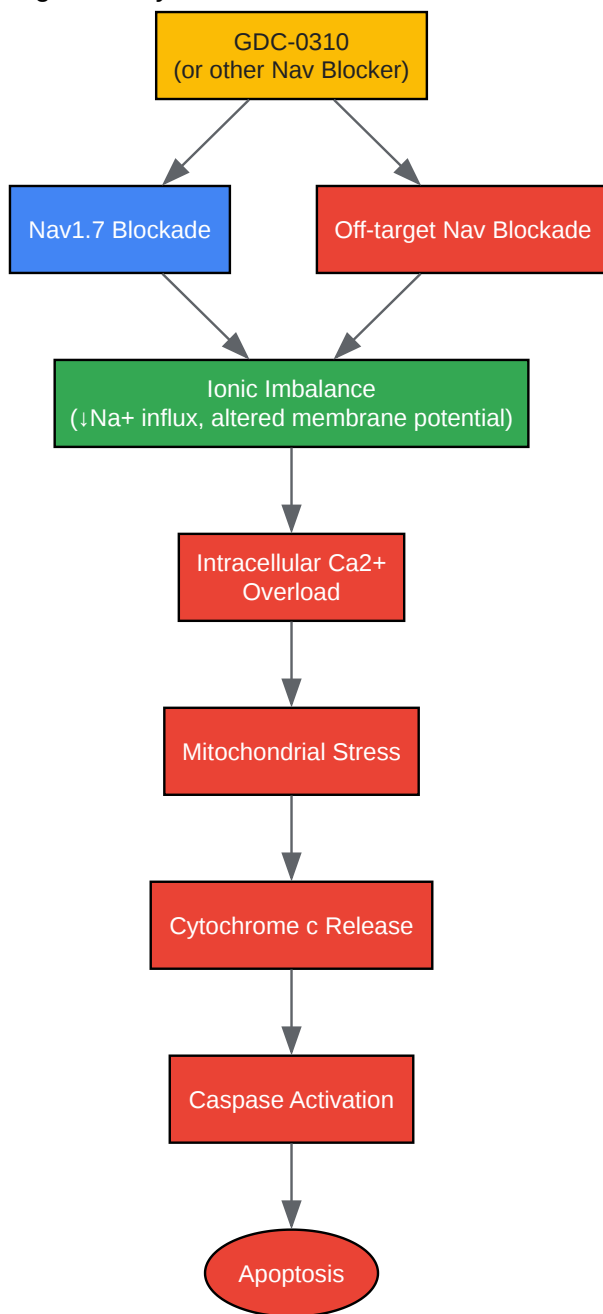 GDC-0310
(or other Nav Blocker)
Nav1.7 Blockade
Off-target Nav Blockade
Ionic Imbalance
(↓Na+ influx, altered membrane potential)
Intracellular Ca2+
Overload
Mitochondrial Stress
Cytochrome c Release
Caspase Activation
Apoptosis